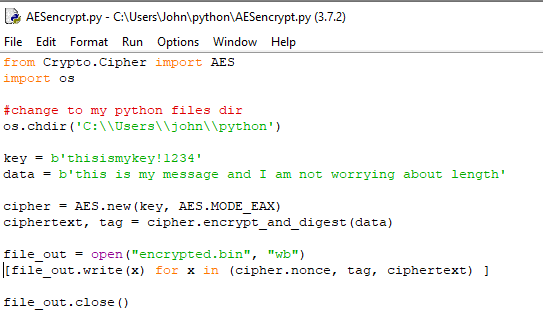 AESencrypt.py - C:\Users\John\python\AESencrypt.py (3.7.2)
File Edit Format Run Options Window Help
from Crypto.Cipher import AES
import os
#change to my python files dir
os.chdir('C:\\Users\\john\\python')
key = b'thisismykey!1234'
data = b'this is my message and I am not worrying about length'
cipher = AES.new(key, AES.MODE_EAX)
ciphertext, tag = cipher.encrypt_and_digest(data)
file_out = open("encrypted.bin", "wb")
[file_out.write(x) for x in (cipher.nonce, tag, ciphertext) ]
file_out.close()